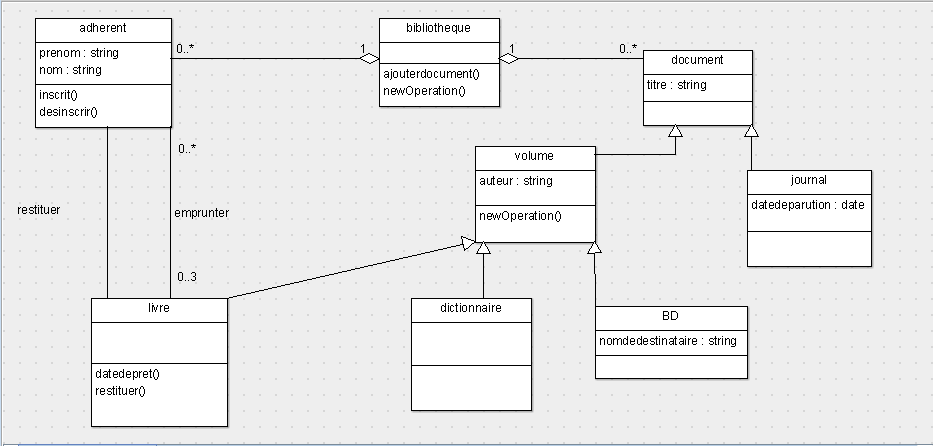 adherent
prenom : string
nom : string
inscrit()
desinscrir()
0..*
1
bibliotheque
ajouterdocument()
newOperation()
1
0..*
document
titre : string
volume
auteur : string
newOperation()
journal
datedeparution : date
0..*
restituer
emprunter
0..3
livre
datedepret()
restituer()
dictionnaire
BD
nomdedestinataire : string